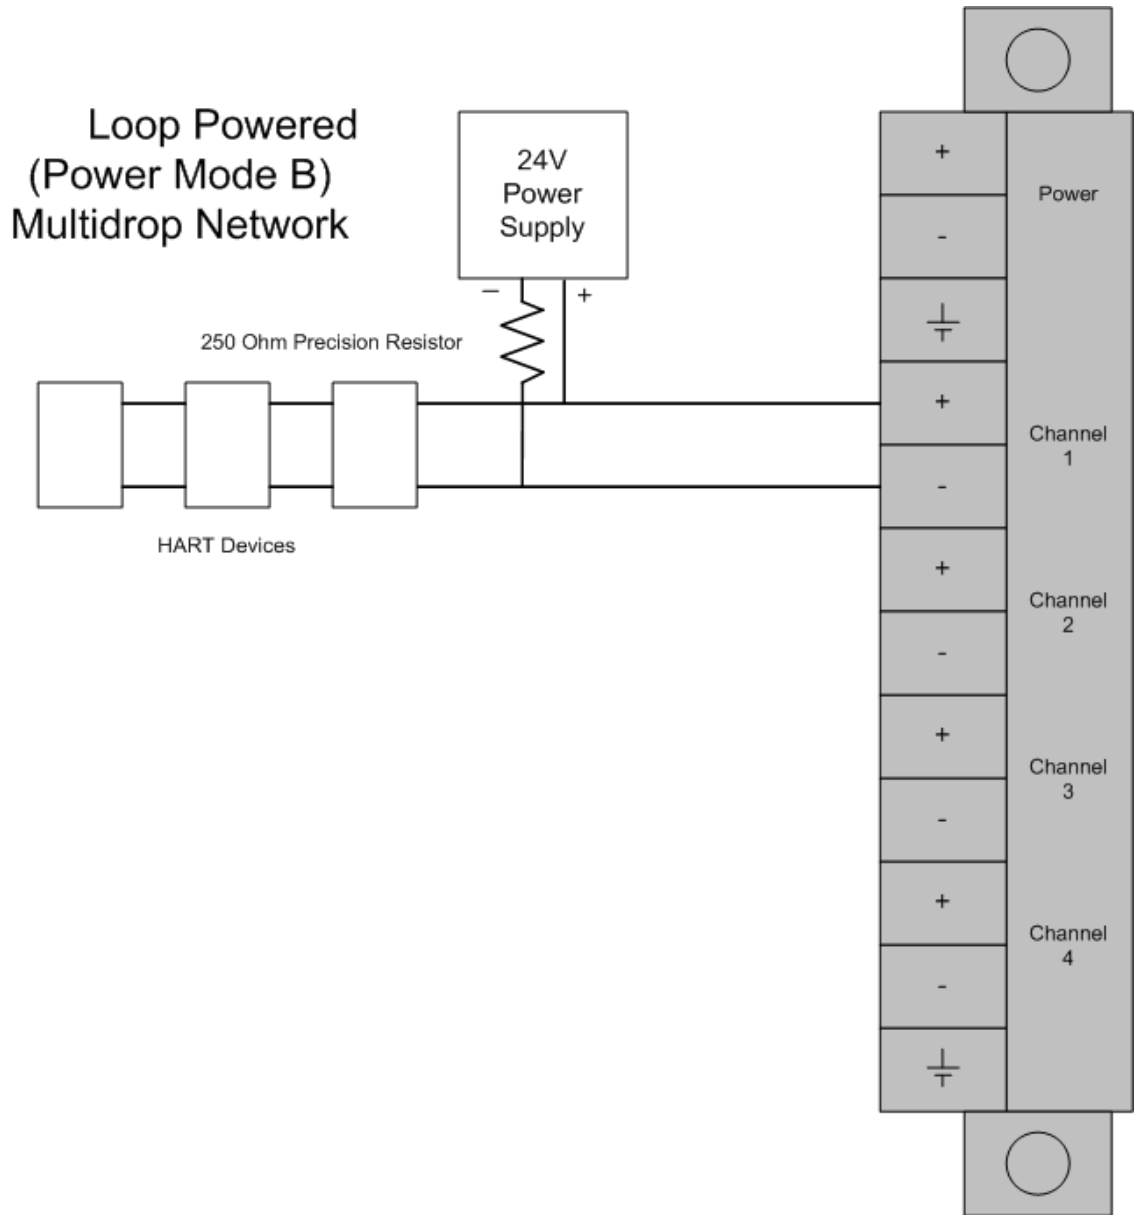 Loop Powered
(Power Mode B)
Multidrop Network
24V
Power
Supply
−
+
250 Ohm Precision Resistor
HART Devices
+
-
Power
+
-
Channel
1
+
-
Channel
2
+
-
Channel
3
+
-
Channel
4